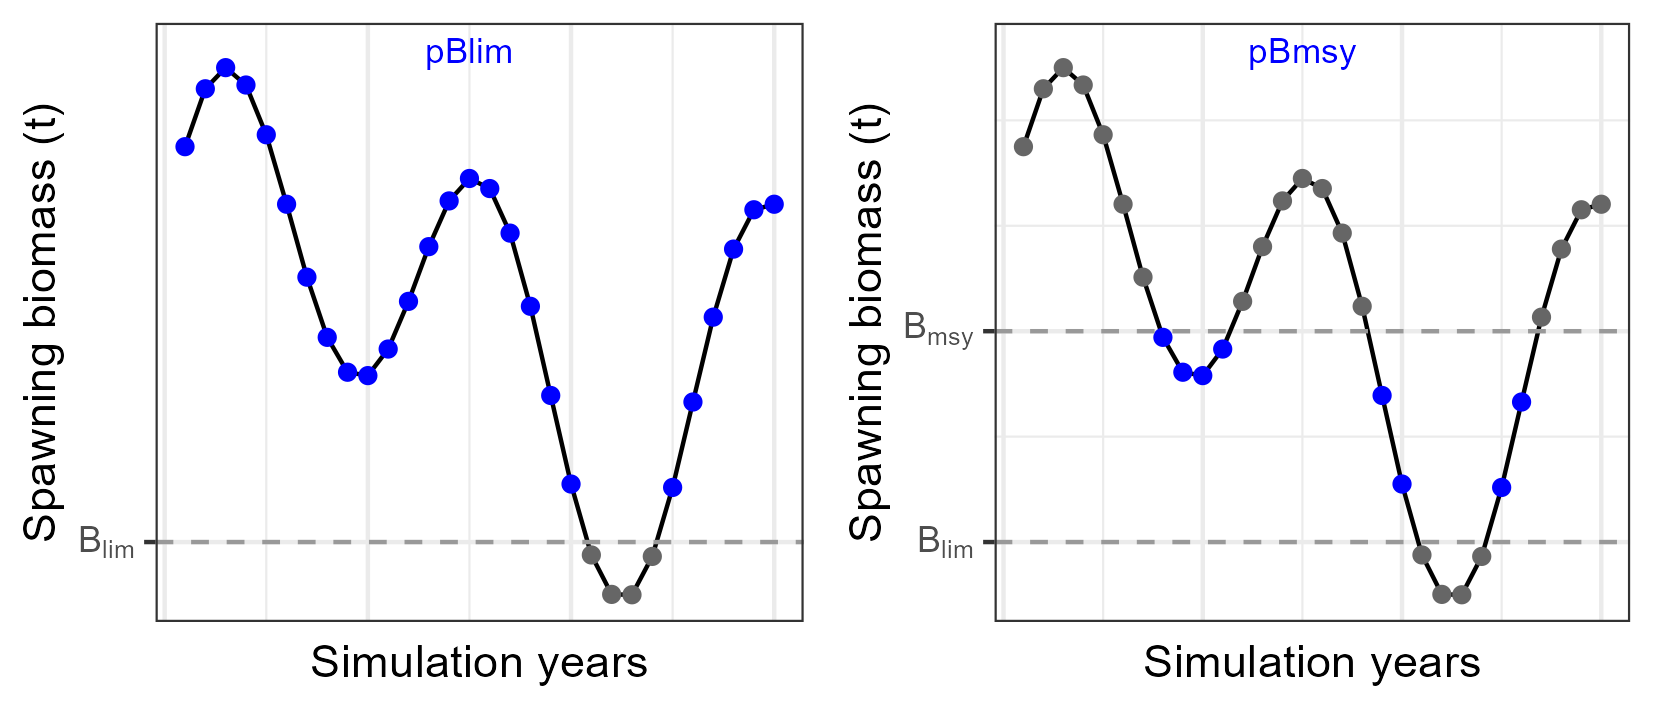 pBlim
Spawning biomass (t)
Blim
Simulation years
pBmsy
Spawning biomass (t)
Bmsy
Blim
Simulation years